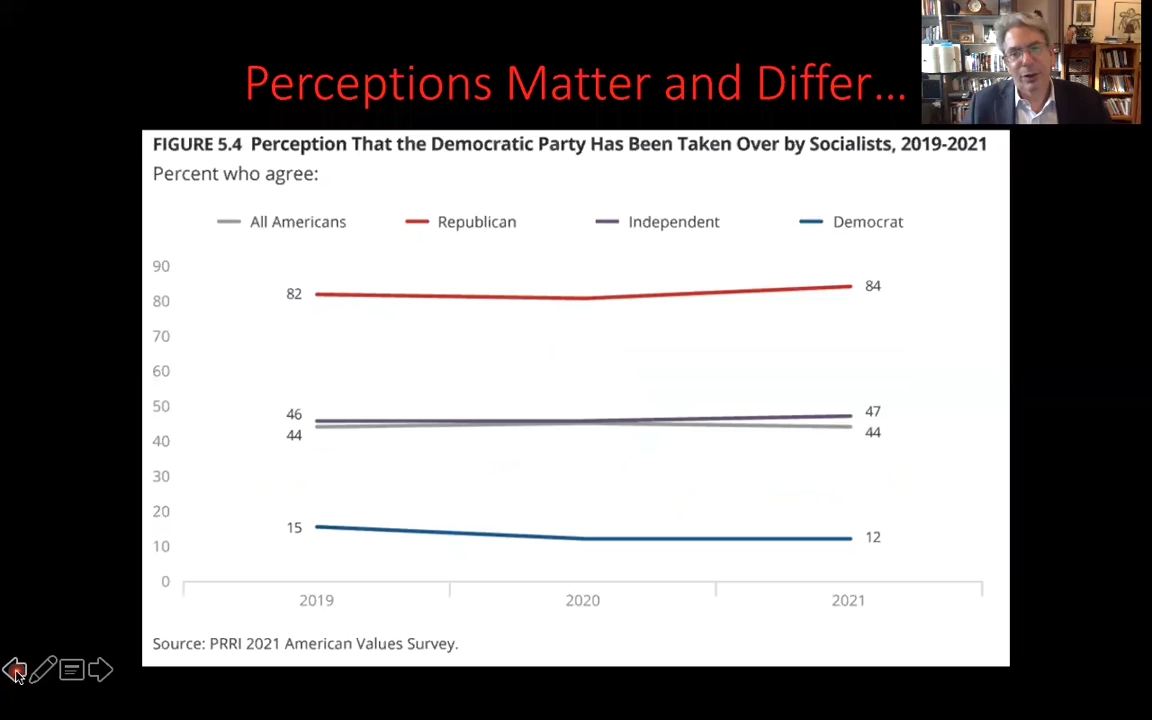 Perceptions Matter and Differ...
FIGURE 5.4 Perception That the Democratic Party Has Been Taken Over by Socialists, 2019-2021
Percent who agree:
All Americans Republican Independent Democrat
90
80
70
60
50
40
30
20
10
0
82 84
46 47
44 44
15 12
2019 2020 2021
Source: PRRI 2021 American Values Survey.